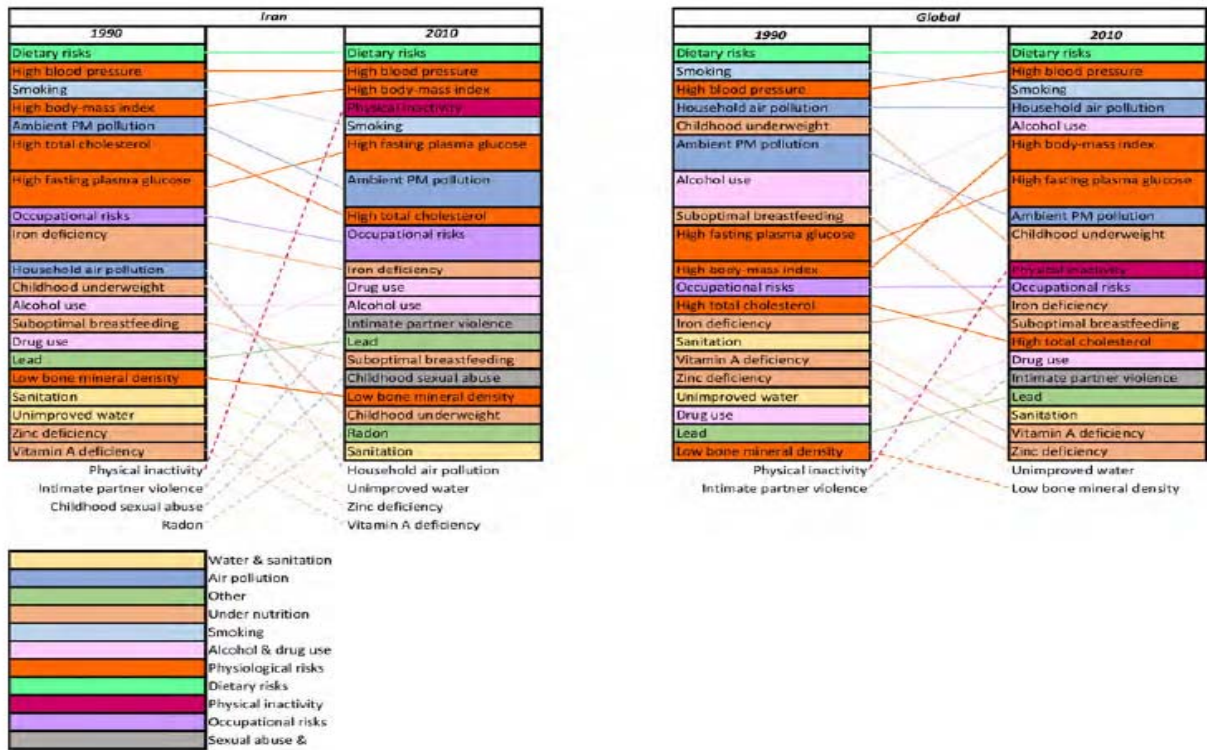 Iran
1990 2010
Dietary risks Dietary risks
High blood pressure High blood pressure
Smoking High body-mass index
High body-mass index Physical inactivity
Ambient PM pollution Smoking
High total cholesterol High fasting plasma glucose
High fasting plasma glucose Ambient PM pollution
Occupational risks High total cholesterol
Iron deficiency Occupational risks
Household air pollution Iron deficiency
Childhood underweight Drug use
Alcohol use Alcohol use
Suboptimal breastfeeding Intimate partner violence
Drug use Lead
Lead Suboptimal breastfeeding
Low bone mineral density Childhood sexual abuse
Sanitation Low bone mineral density
Unimproved water Childhood underweight
Zinc deficiency Radon
Vitamin A deficiency Sanitation
Physical inactivity Household air pollution
Intimate partner violence Unimproved water
Childhood sexual abuse Zinc deficiency
Radon Vitamin A deficiency
Global
1990 2010
Dietary risks Dietary risks
Smoking High blood pressure
High blood pressure Smoking
Household air pollution Household air pollution
Childhood underweight Alcohol use
Ambient PM pollution High body-mass index
Alcohol use High fasting plasma glucose
Suboptimal breastfeeding Ambient PM pollution
High fasting plasma glucose Childhood underweight
High body-mass index Physical inactivity
Occupational risks Occupational risks
High total cholesterol Iron deficiency
Iron deficiency Suboptimal breastfeeding
Sanitation High total cholesterol
Vitamin A deficiency Drug use
Zinc deficiency Intimate partner violence
Unimproved water Lead
Drug use Sanitation
Lead Vitamin A deficiency
Low bone mineral density Zinc deficiency
Physical inactivity Unimproved water
Intimate partner violence Low bone mineral density
Water & sanitation
Air pollution
Other
Under nutrition
Smoking
Alcohol & drug use
Physiological risks
Dietary risks
Physical inactivity
Occupational risks
Sexual abuse &